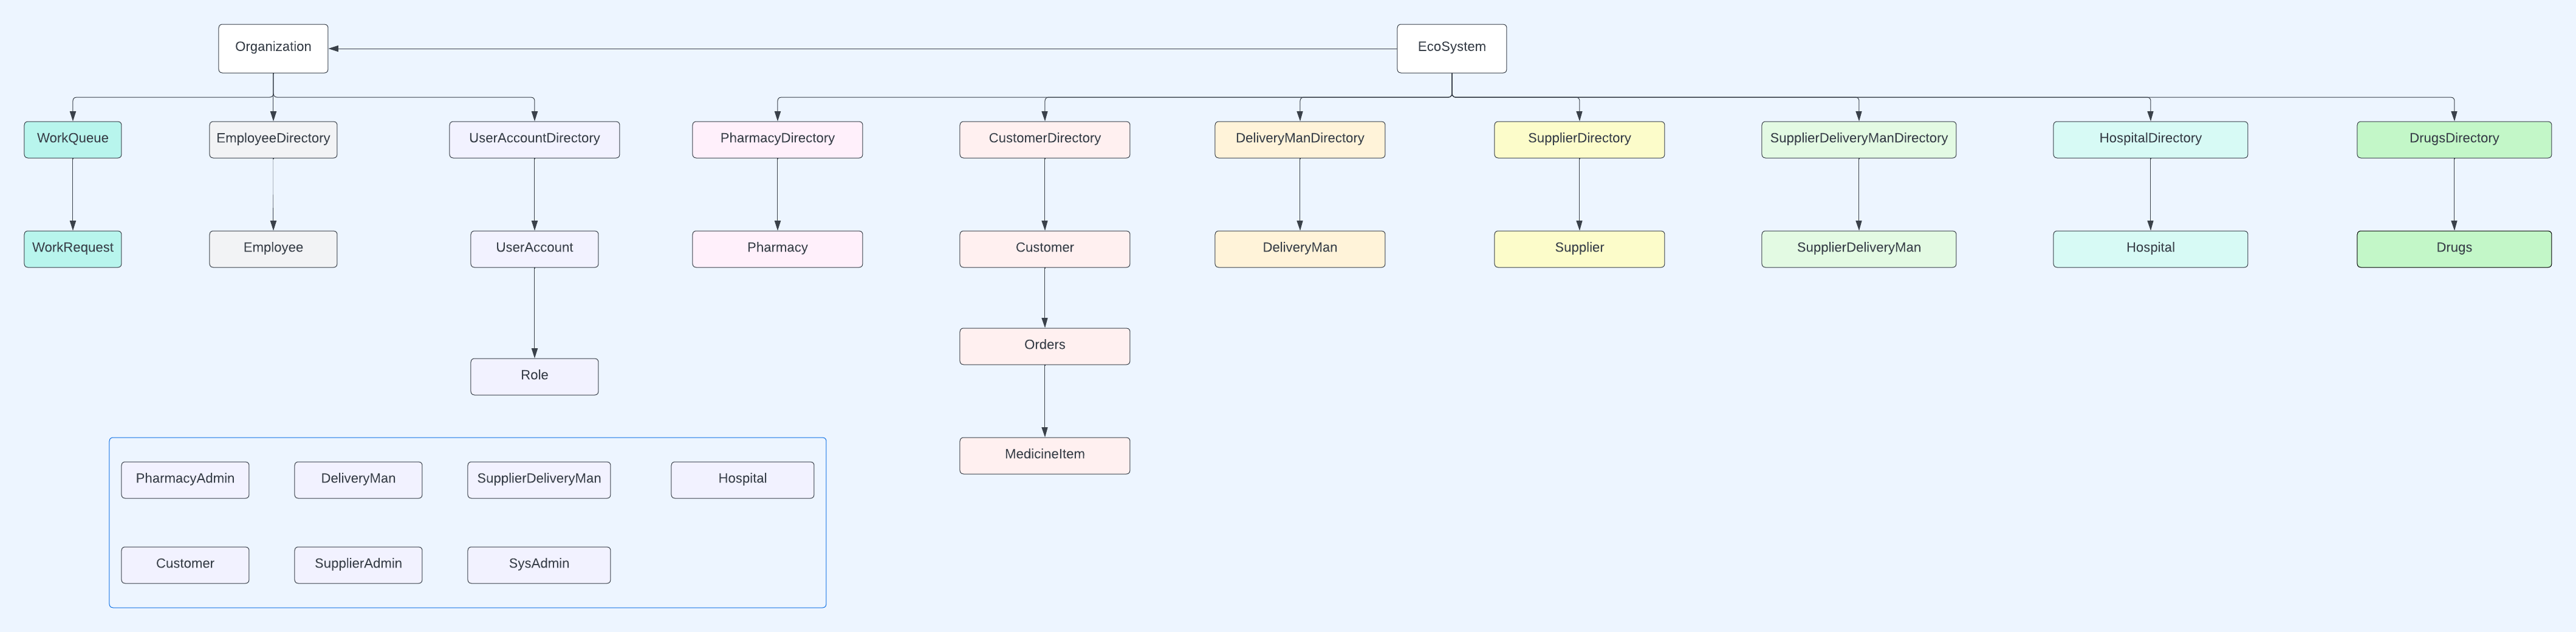 Organization
EcoSystem
WorkQueue
EmployeeDirectory
UserAccountDirectory
PharmacyDirectory
CustomerDirectory
DeliveryManDirectory
SupplierDirectory
SupplierDeliveryManDirectory
HospitalDirectory
DrugsDirectory
WorkRequest
Employee
UserAccount
Pharmacy
Customer
DeliveryMan
Supplier
SupplierDeliveryMan
Hospital
Drugs
Orders
Role
MedicineItem
PharmacyAdmin
DeliveryMan
SupplierDeliveryMan
Hospital
Customer
SupplierAdmin
SysAdmin